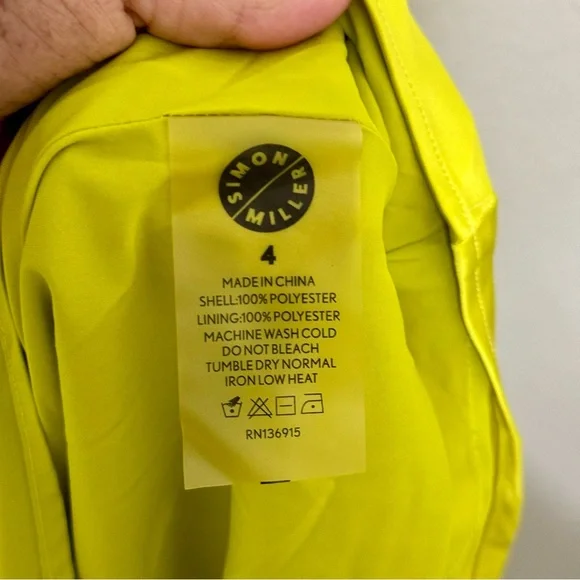 SIMON
MILLER
4
MADE IN CHINA
SHELL:100% POLYESTER
LINING:100% POLYESTER
MACHINE WASH COLD
DO NOT BLEACH
TUMBLE DRY NORMAL
IRON LOW HEAT
RN136915